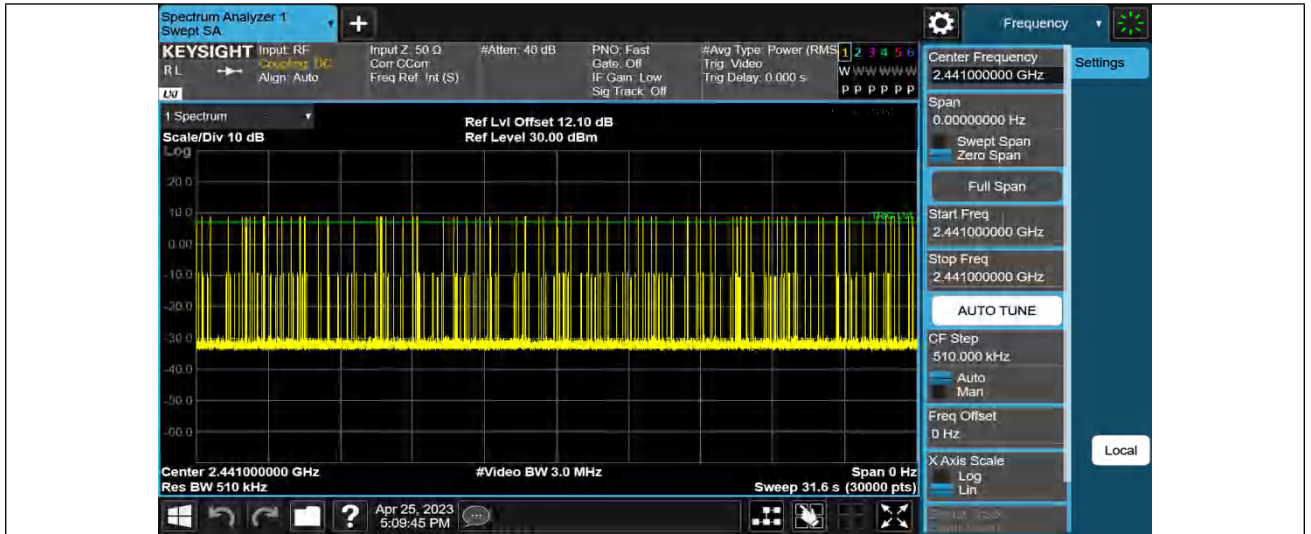 Spectrum Analyzer 1
Swept SA
Frequency
KEYSIGHT
RL
LXI
Input: RF
Coupling: DC
Align: Auto
Input Z: 50 Ω
Corr CCorr
Freq Ref: Int (S)
#Atten: 40 dB
PNO: Fast
Gate: Off
IF Gain: Low
Sig Track: Off
#Avg Type: Power (RMS
Trig: Video
Trig Delay: 0.000 s
1 2 3 4 5 6
W W W W W W
P P P P P P
1 Spectrum
Scale/Div 10 dB
Log
Ref Lvl Offset 12.10 dB
Ref Level 30.00 dBm
20.0
10.0
0.00
-10.0
-20.0
-30.0
-40.0
-50.0
-60.0
TRIG LVL
Center 2.441000000 GHz
Res BW 510 kHz
#Video BW 3.0 MHz
Span 0 Hz
Sweep 31.6 s (30000 pts)
Center Frequency
2.441000000 GHz
Settings
Span
0.00000000 Hz
Swept Span
Zero Span
Full Span
Start Freq
2.441000000 GHz
Stop Freq
2.441000000 GHz
AUTO TUNE
CF Step
510.000 kHz
Auto
Man
Freq Offset
0 Hz
X Axis Scale
Log
Lin
Local
?
Apr 25, 2023
5:09:45 PM